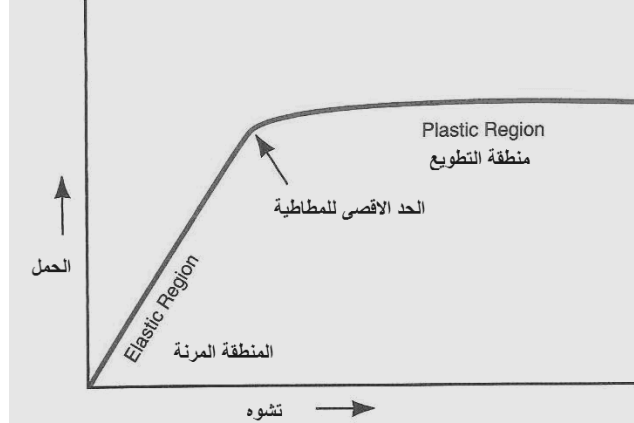 Plastic Region
منطقة التطويع
الحد الاقصى للمطاطية
الحمل
Elastic Region
المنطقة المرنة
تشوه